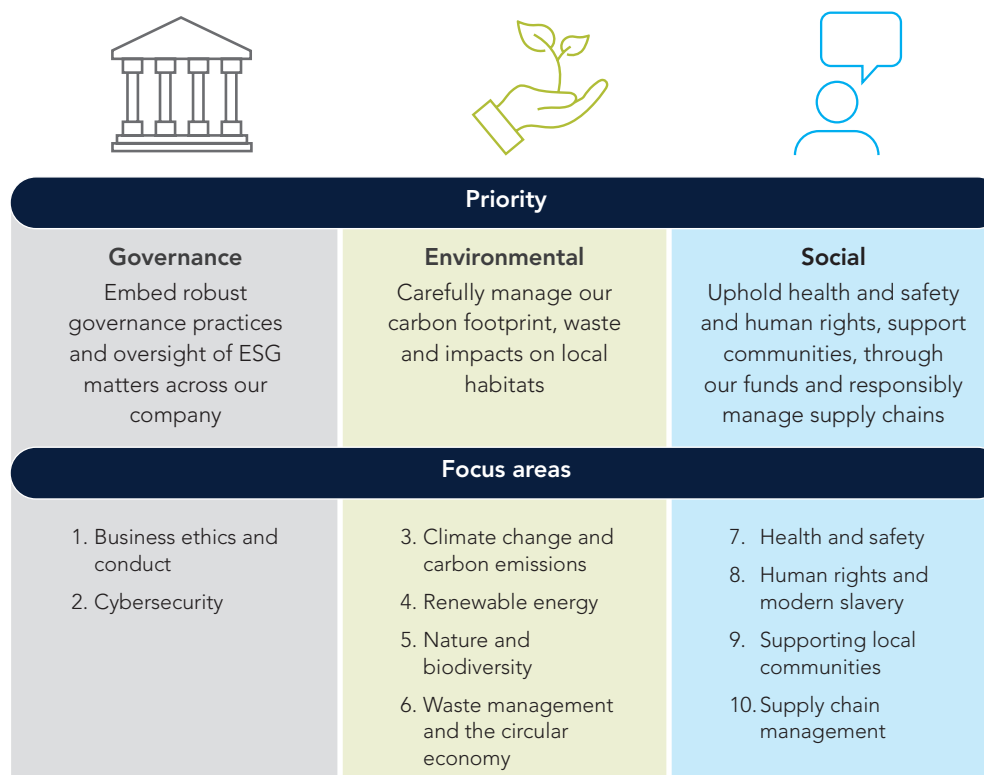 Priority
Governance
Embed robust
governance practices
and oversight of ESG
matters across our
company
Environmental
Carefully manage our
carbon footprint, waste
and impacts on local
habitats
Social
Uphold health and safety
and human rights, support
communities, through
our funds and responsibly
manage supply chains
Focus areas
1. Business ethics and
conduct
2. Cybersecurity
3. Climate change and
carbon emissions
4. Renewable energy
5. Nature and
biodiversity
6. Waste management
and the circular
economy
7. Health and safety
8. Human rights and
modern slavery
9. Supporting local
communities
10. Supply chain
management